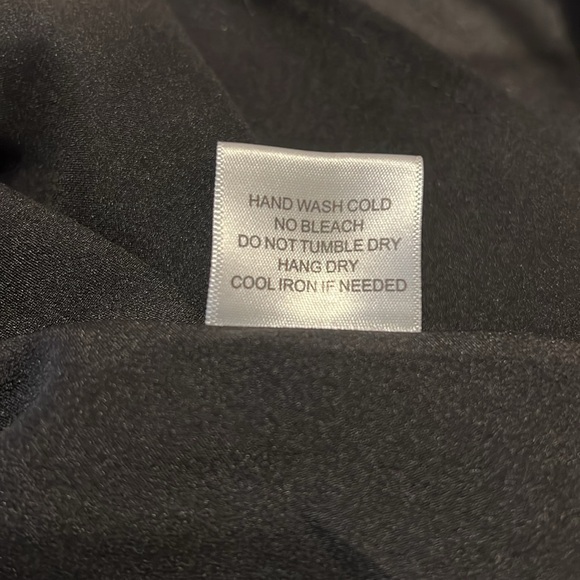 HAND WASH COLD
NO BLEACH
DO NOT TUMBLE DRY
HANG DRY
COOL IRON IF NEEDED